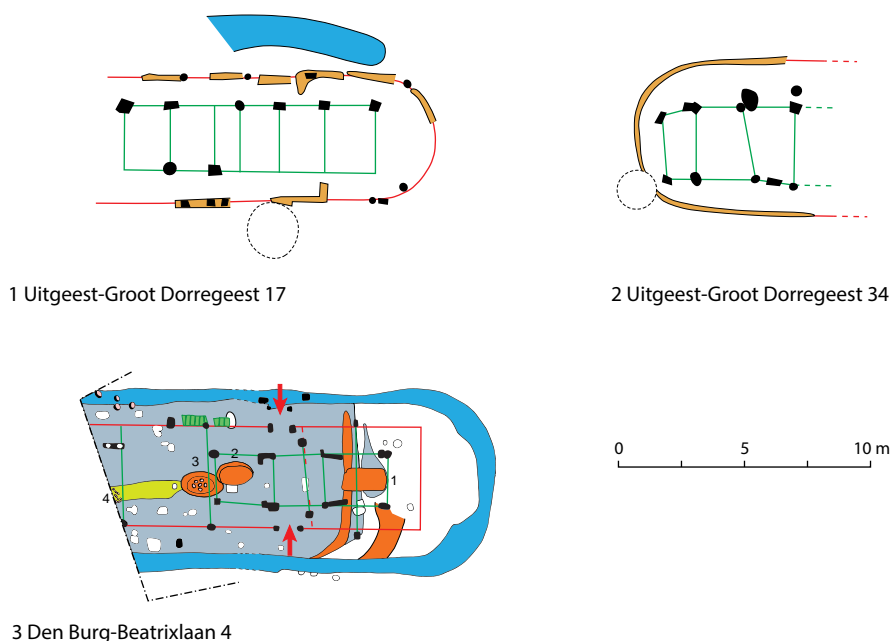 1 Uitgeest-Groot Dorregeest 17
2 Uitgeest-Groot Dorregeest 34
3
2
1
4
0 5 10 m
3 Den Burg-Beatrixlaan 4